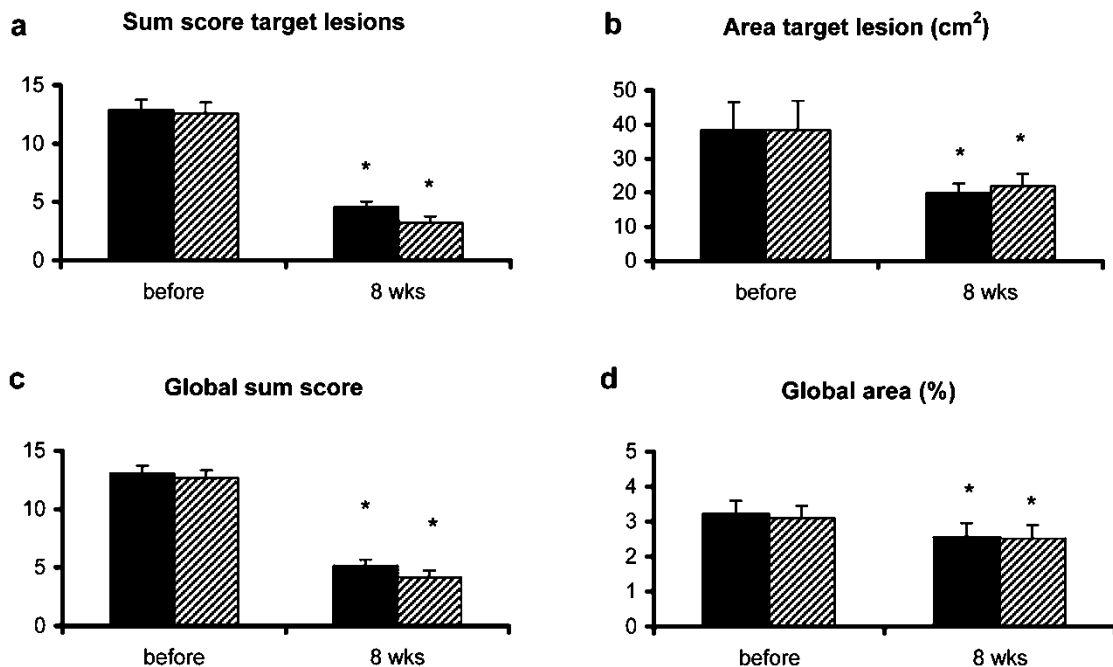 a
Sum score target lesions
15
10
5
0
*
*
before
8 wks
b
Area target lesion (cm²)
50
40
30
20
10
0
*
*
before
8 wks
c
Global sum score
15
10
5
0
*
*
before
8 wks
d
Global area (%)
5
4
3
2
1
0
*
*
before
8 wks